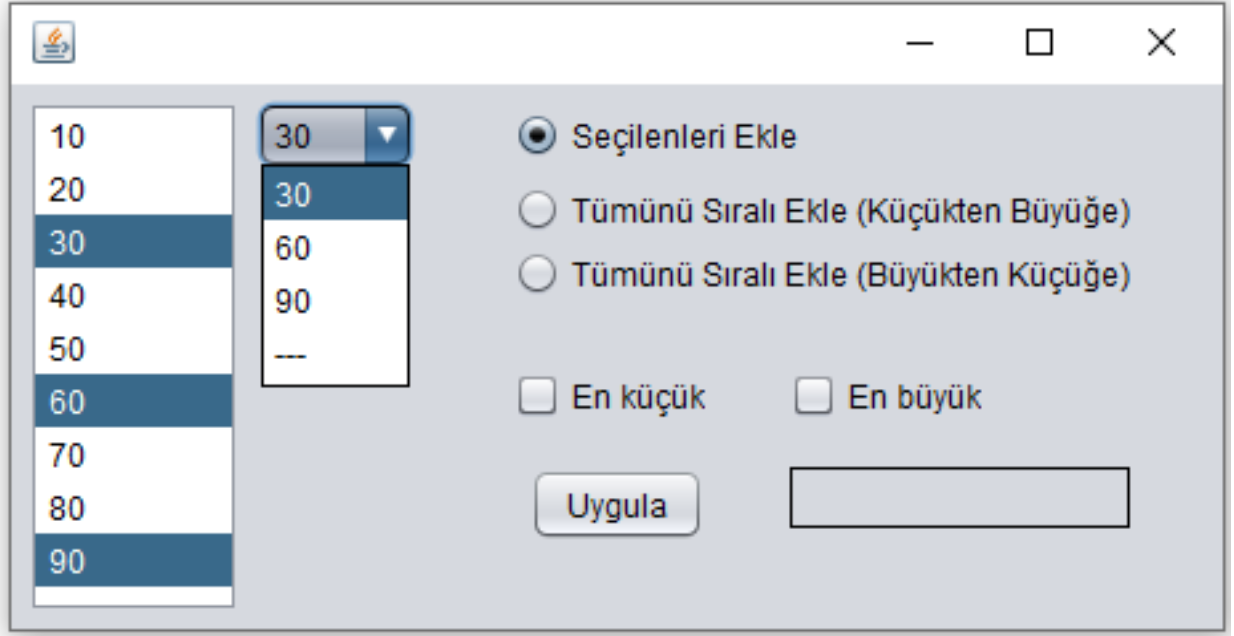 10
20
30
40
50
60
70
80
90
30
30
60
90
---
Seçilenleri Ekle
Tümünü Sıralı Ekle (Küçükten Büyüğe)
Tümünü Sıralı Ekle (Büyükten Küçüğe)
En küçük
En büyük
Uygula